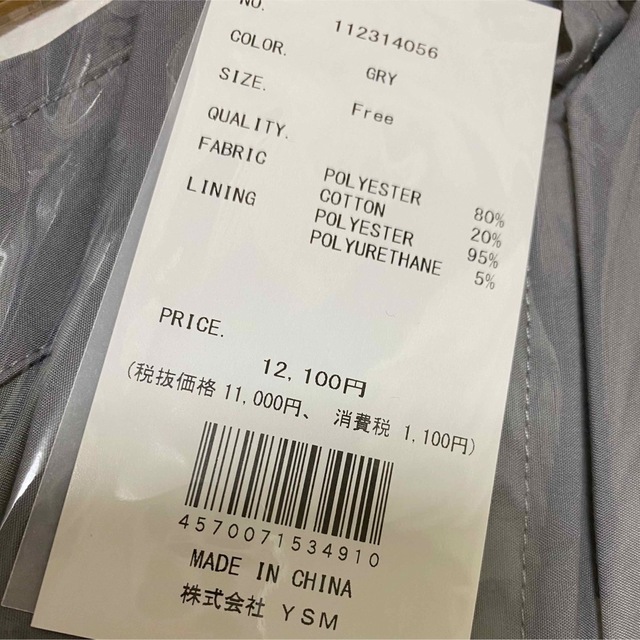 NO. 112314056
COLOR. GRY
SIZE. Free
QUALITY.
FABRIC POLYESTER 80%
COTTON 20%
LINING POLYESTER 95%
POLYURETHANE 5%
PRICE.
12,100円
(税抜価格 11,000円、 消費税 1,100円)
4570071534910
MADE IN CHINA
株式会社 YSM